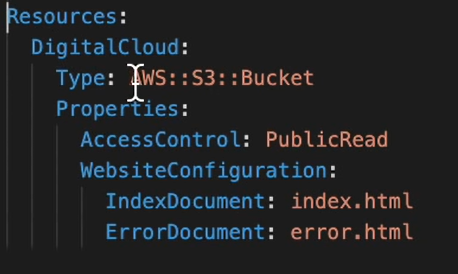 Resources:
  DigitalCloud:
    Type: AWS::S3::Bucket
    Properties:
      AccessControl: PublicRead
      WebsiteConfiguration:
        IndexDocument: index.html
        ErrorDocument: error.html